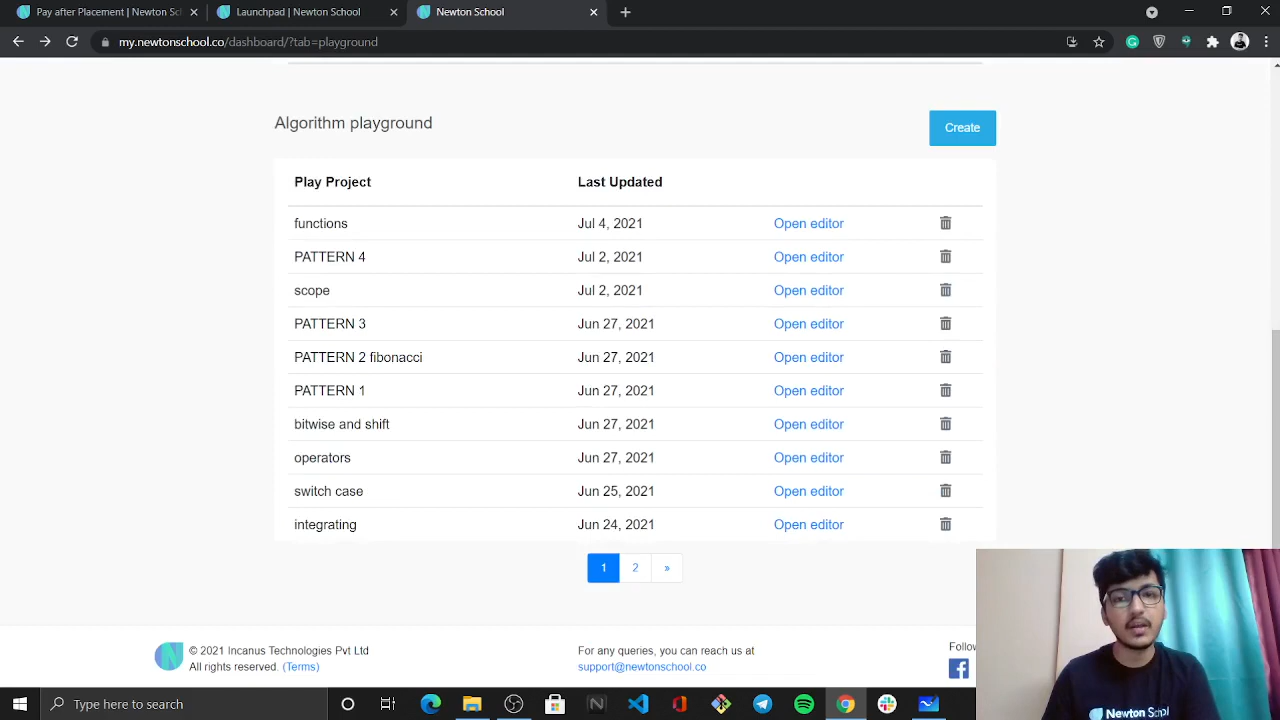 Pay after Placement | Newton Sc
Launchpad | Newton School
Newton School
my.newtonschool.co/dashboard/?tab=playground
Algorithm playground
Create
Play Project Last Updated
functions Jul 4, 2021 Open editor
PATTERN 4 Jul 2, 2021 Open editor
scope Jul 2, 2021 Open editor
PATTERN 3 Jun 27, 2021 Open editor
PATTERN 2 fibonacci Jun 27, 2021 Open editor
PATTERN 1 Jun 27, 2021 Open editor
bitwise and shift Jun 27, 2021 Open editor
operators Jun 27, 2021 Open editor
switch case Jun 25, 2021 Open editor
integrating Jun 24, 2021 Open editor
1 2 »
© 2021 Incanus Technologies Pvt Ltd
All rights reserved. (Terms)
For any queries, you can reach us at
support@newtonschool.co
Follow
Type here to search
Newton